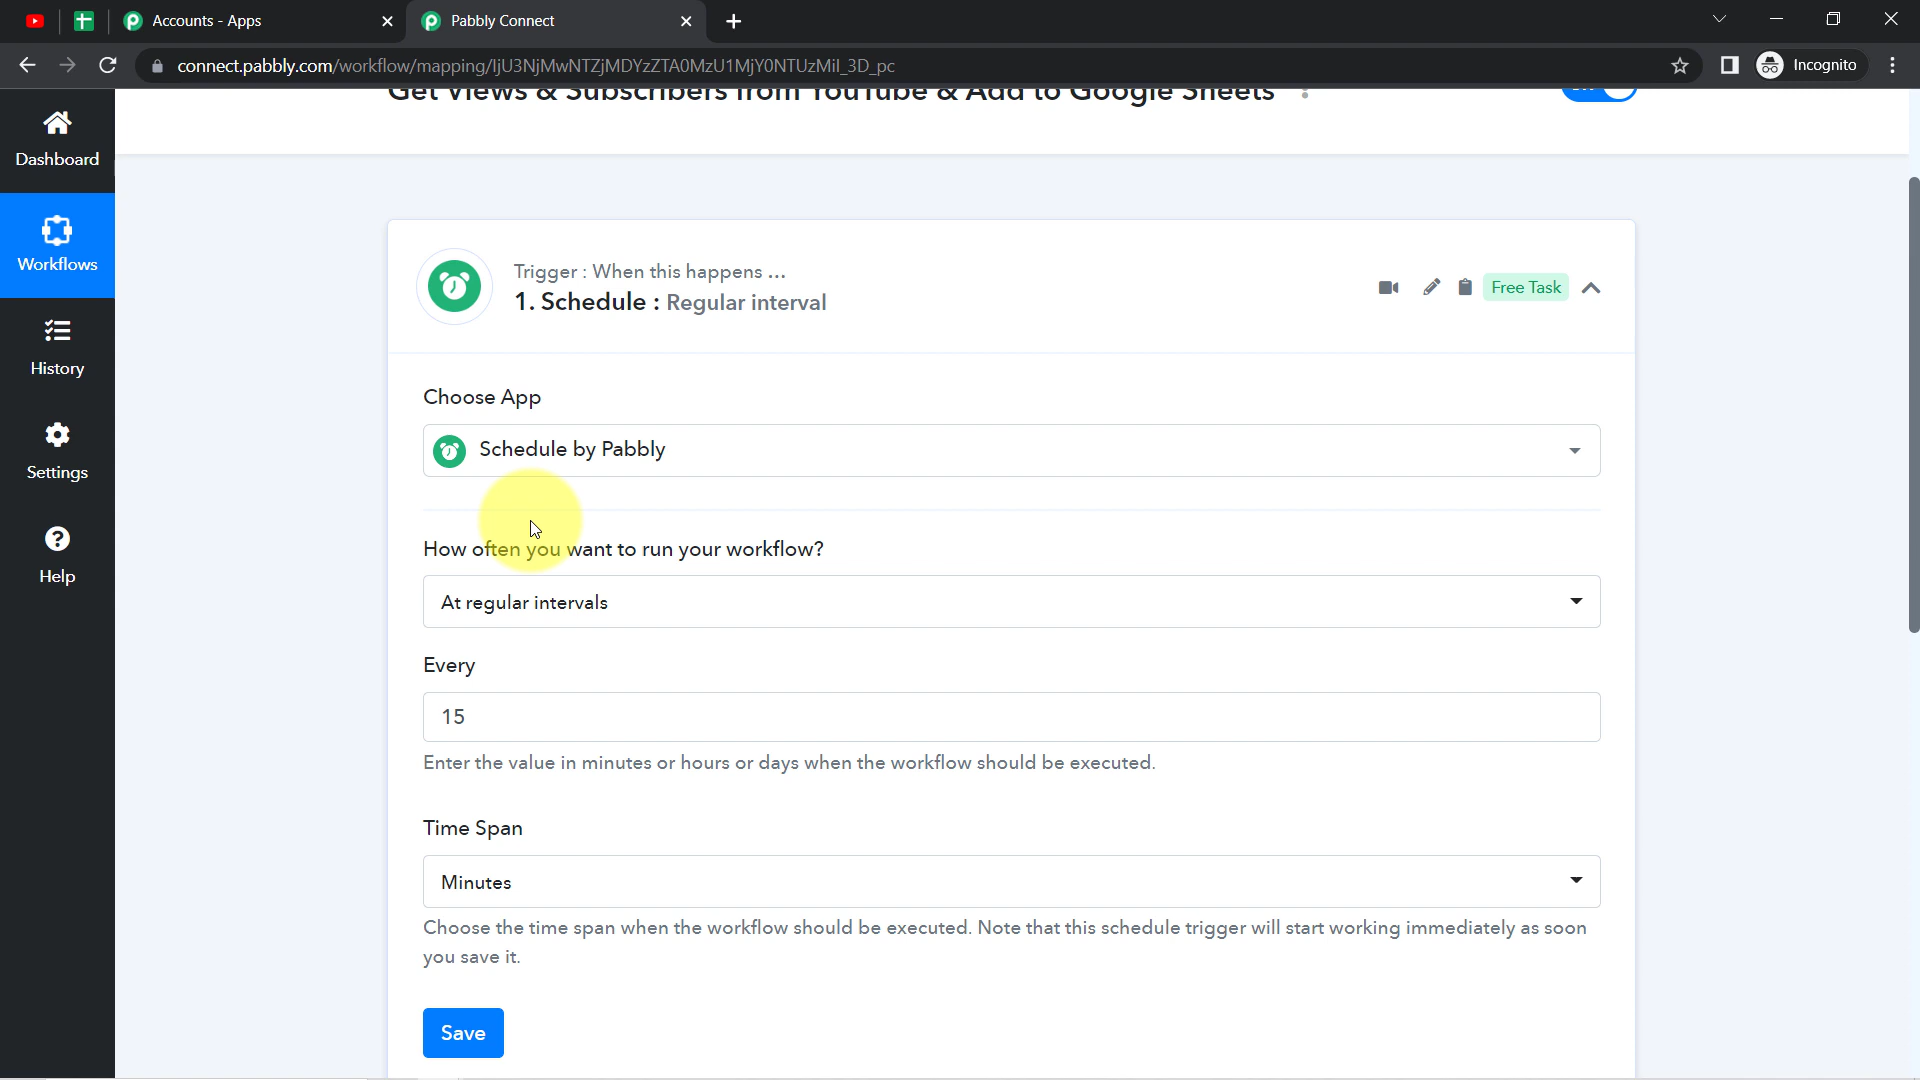 Accounts - Apps
Pabbly Connect
connect.pabbly.com/workflow/mapping/IjU3NjMwNTZjMDYzZTA0MzU1MjY0NTUzMiI_3D_pc
Incognito
Get Views & Subscribers from YouTube & Add to Google Sheets
Dashboard
Workflows
History
Settings
Help
Trigger : When this happens ...
1. Schedule : Regular interval
Free Task
Choose App
Schedule by Pabbly
How often you want to run your workflow?
At regular intervals
Every
15
Enter the value in minutes or hours or days when the workflow should be executed.
Time Span
Minutes
Choose the time span when the workflow should be executed. Note that this schedule trigger will start working immediately as soon
you save it.
Save